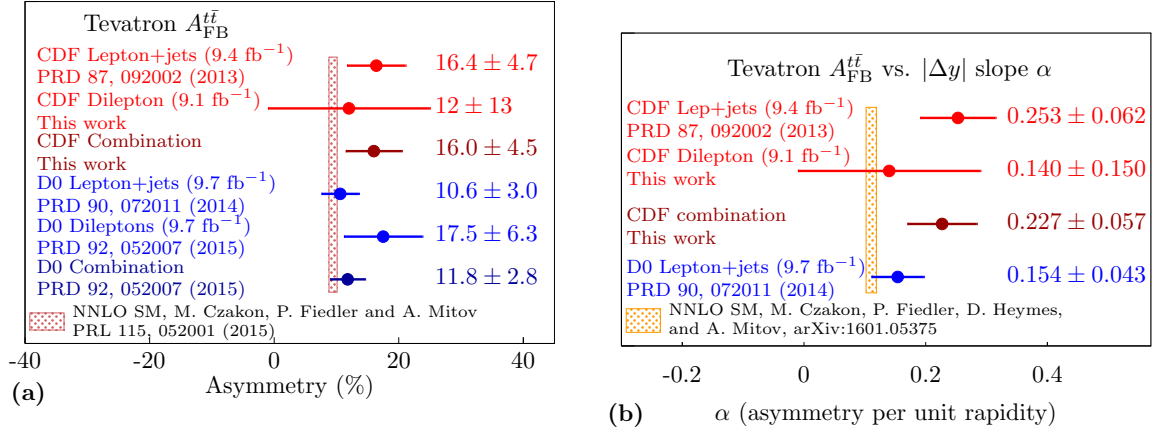 Tevatron A_FB^{tt̄}
CDF Lepton+jets (9.4 fb⁻¹)
PRD 87, 092002 (2013)
16.4 ± 4.7
CDF Dilepton (9.1 fb⁻¹)
This work
12 ± 13
CDF Combination
This work
16.0 ± 4.5
D0 Lepton+jets (9.7 fb⁻¹)
PRD 90, 072011 (2014)
10.6 ± 3.0
D0 Dileptons (9.7 fb⁻¹)
PRD 92, 052007 (2015)
17.5 ± 6.3
D0 Combination
PRD 92, 052007 (2015)
11.8 ± 2.8
NNLO SM, M. Czakon, P. Fiedler and A. Mitov
PRL 115, 052001 (2015)
−40 −20 0 20 40
Asymmetry (%)
(a)
Tevatron A_FB^{tt̄} vs. |Δy| slope α
CDF Lep+jets (9.4 fb⁻¹)
PRD 87, 092002 (2013)
0.253 ± 0.062
CDF Dilepton (9.1 fb⁻¹)
This work
0.140 ± 0.150
CDF combination
This work
0.227 ± 0.057
D0 Lepton+jets (9.7 fb⁻¹)
PRD 90, 072011 (2014)
0.154 ± 0.043
NNLO SM, M. Czakon, P. Fiedler, D. Heymes,
and A. Mitov, arXiv:1601.05375
-0.2 0 0.2 0.4
α (asymmetry per unit rapidity)
(b)